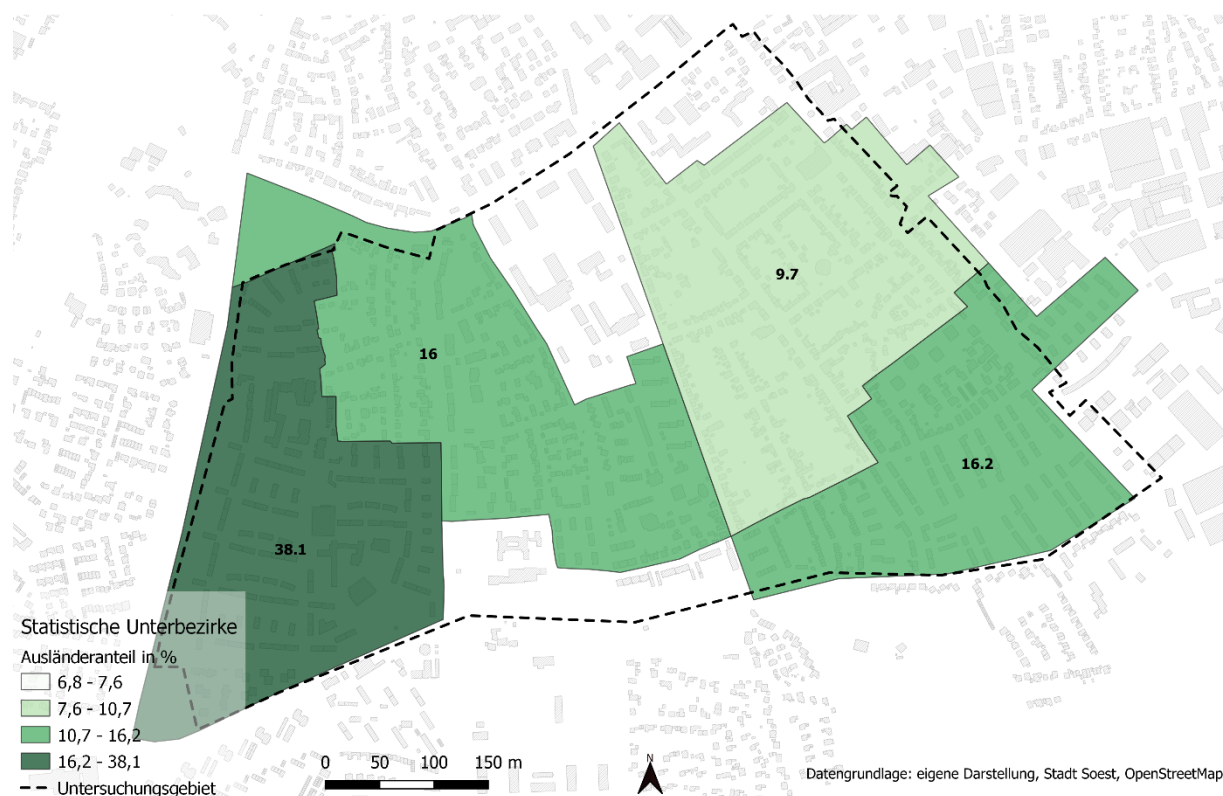 9.7
16
16.2
38.1
Statistische Unterbezirke
Ausländeranteil in %
6,8 - 7,6
7,6 - 10,7
10,7 - 16,2
16,2 - 38,1
Untersuchungsgebiet
0 50 100 150 m
N
Datengrundlage: eigene Darstellung, Stadt Soest, OpenStreetMap